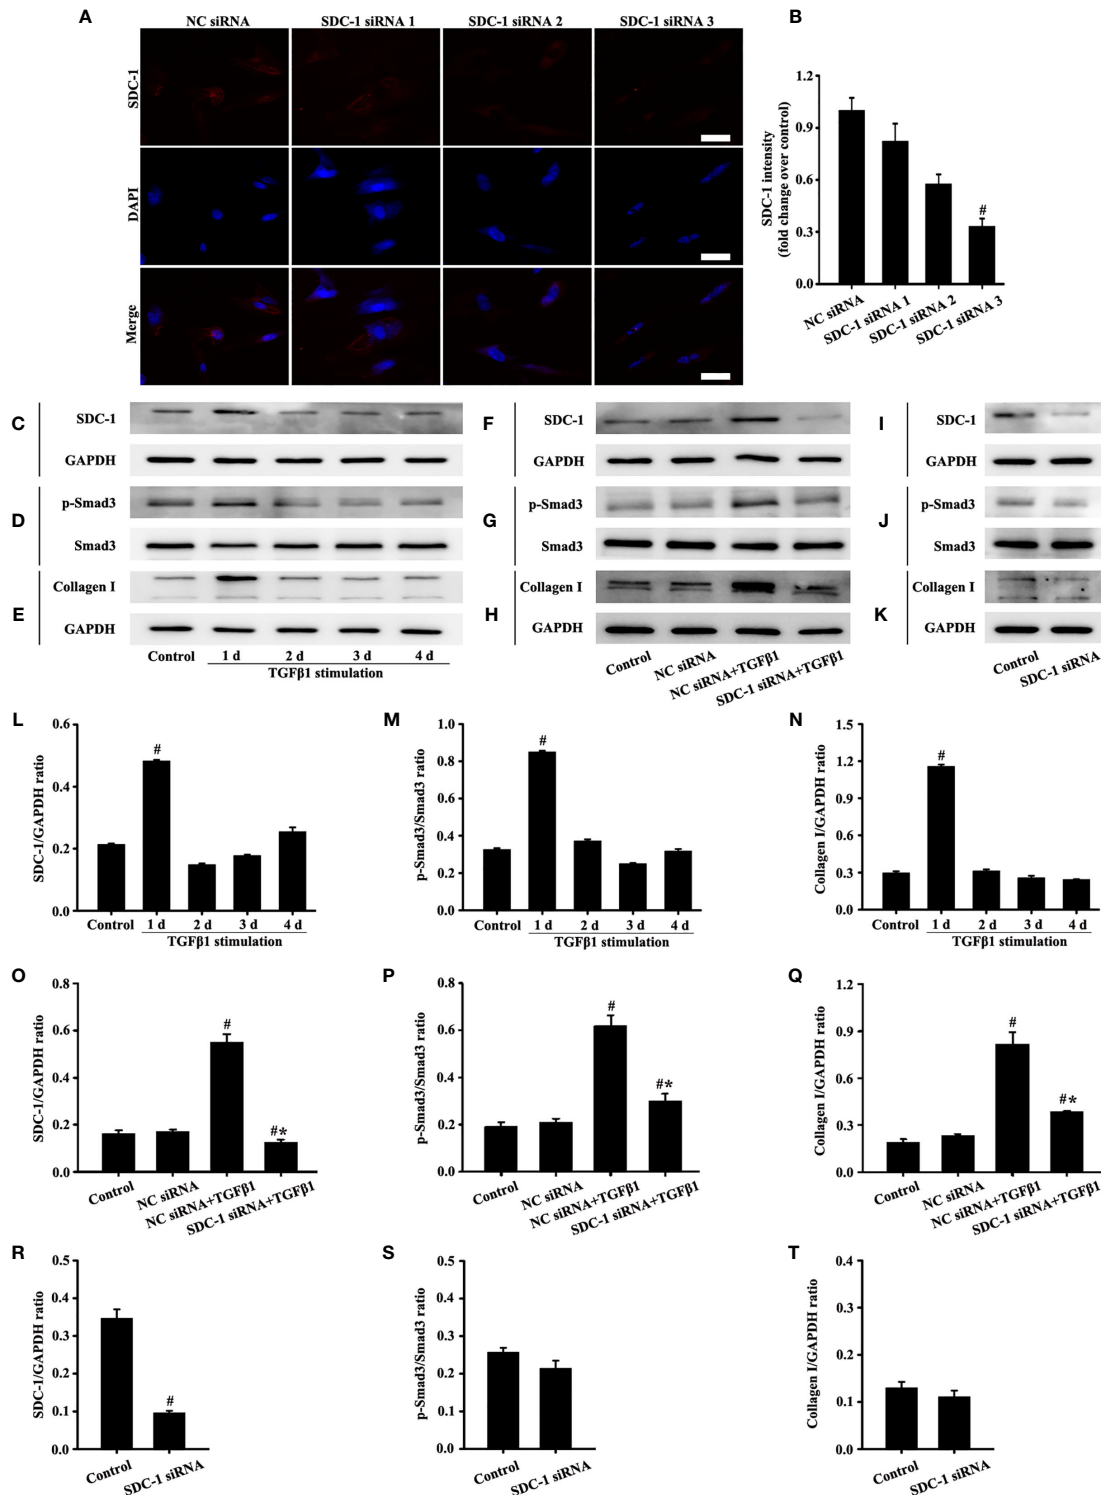 A
NC siRNA
SDC-1 siRNA 1
SDC-1 siRNA 2
SDC-1 siRNA 3
SDC-1
DAPI
Merge
B
SDC-1 intensity
(fold change over control)
1.2
0.9
0.6
0.3
0.0
#
NC siRNA
SDC-1 siRNA 1
SDC-1 siRNA 2
SDC-1 siRNA 3
C
SDC-1
GAPDH
D
p-Smad3
Smad3
E
Collagen I
GAPDH
Control
1 d
2 d
3 d
4 d
TGFβ1 stimulation
F
SDC-1
GAPDH
G
p-Smad3
Smad3
H
Collagen I
GAPDH
Control
NC siRNA
NC siRNA+TGFβ1
SDC-1 siRNA+TGFβ1
I
SDC-1
GAPDH
J
p-Smad3
Smad3
K
Collagen I
GAPDH
Control
SDC-1 siRNA
L
SDC-1/GAPDH ratio
0.6
0.4
0.2
0.0
#
Control
1 d
2 d
3 d
4 d
TGFβ1 stimulation
M
p-Smad3/Smad3 ratio
1.0
0.8
0.6
0.4
0.2
0.0
#
Control
1 d
2 d
3 d
4 d
TGFβ1 stimulation
N
Collagen I/GAPDH ratio
1.5
1.2
0.9
0.6
0.3
0.0
#
Control
1 d
2 d
3 d
4 d
TGFβ1 stimulation
O
SDC-1/GAPDH ratio
0.8
0.6
0.4
0.2
0.0
#
#*
Control
NC siRNA
NC siRNA+TGFβ1
SDC-1 siRNA+TGFβ1
P
p-Smad3/Smad3 ratio
0.8
0.6
0.4
0.2
0.0
#
#*
Control
NC siRNA
NC siRNA+TGFβ1
SDC-1 siRNA+TGFβ1
Q
Collagen I/GAPDH ratio
1.2
0.9
0.6
0.3
0.0
#
#*
Control
NC siRNA
NC siRNA+TGFβ1
SDC-1 siRNA+TGFβ1
R
SDC-1/GAPDH ratio
0.5
0.4
0.3
0.2
0.1
0.0
#
Control
SDC-1 siRNA
S
p-Smad3/Smad3 ratio
0.5
0.4
0.3
0.2
0.1
0.0
Control
SDC-1 siRNA
T
Collagen I/GAPDH ratio
0.4
0.3
0.2
0.1
0.0
Control
SDC-1 siRNA